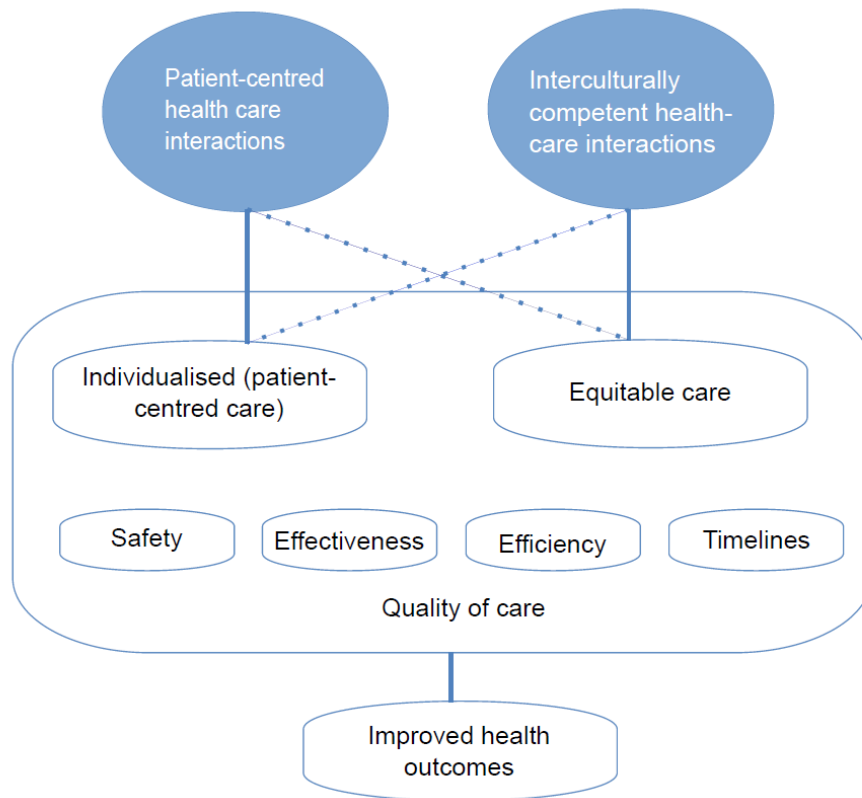 Patient-centred
health care
interactions
Interculturally
competent health-
care interactions
Individualised (patient-
centred care)
Equitable care
Safety
Effectiveness
Efficiency
Timelines
Quality of care
Improved health
outcomes